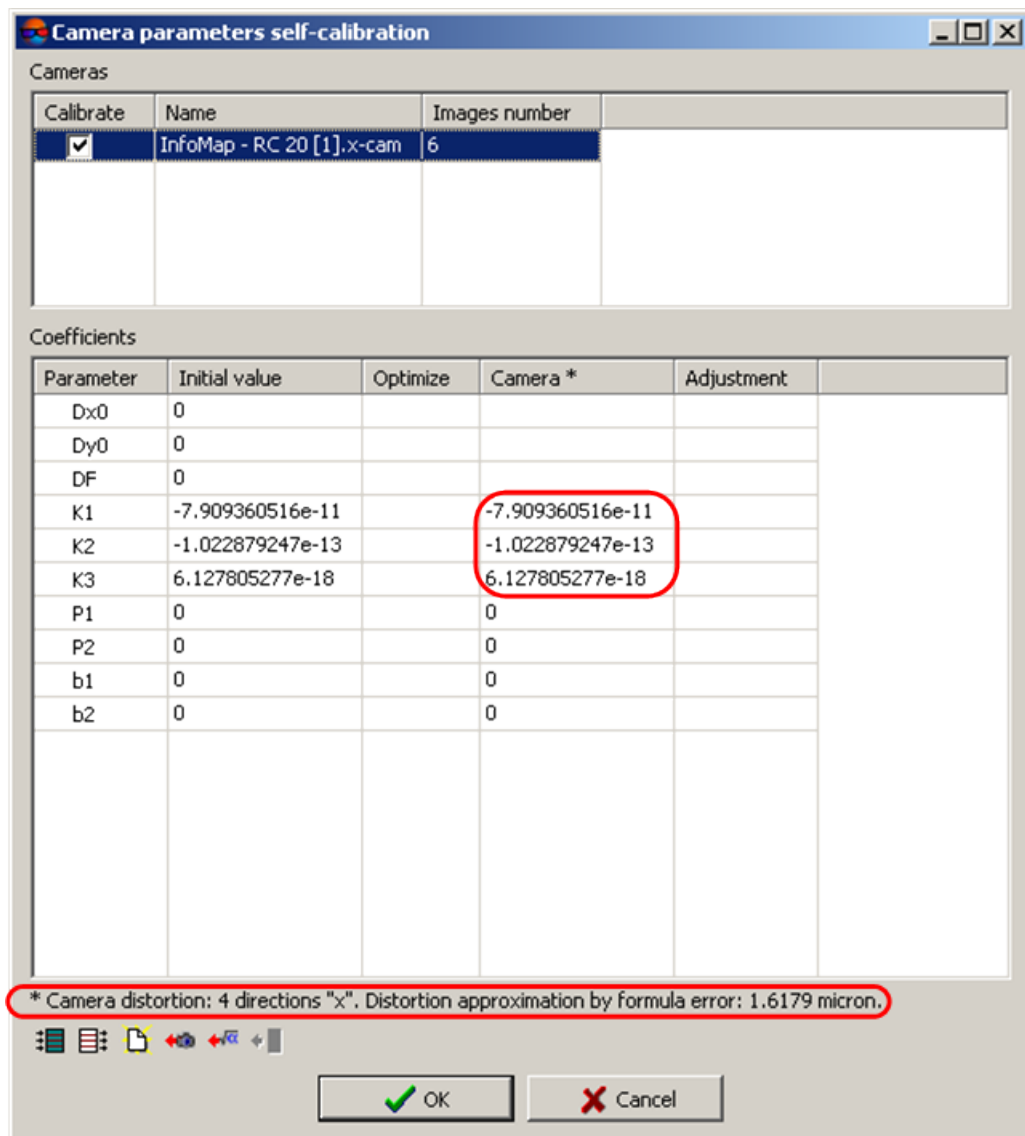 Camera parameters self-calibration
Cameras
Calibrate Name Images number
InfoMap - RC 20 [1].x-cam 6
Coefficients
Parameter Initial value Optimize Camera * Adjustment
Dx0 0
Dy0 0
DF 0
K1 -7.909360516e-11 -7.909360516e-11
K2 -1.022879247e-13 -1.022879247e-13
K3 6.127805277e-18 6.127805277e-18
P1 0 0
P2 0 0
b1 0 0
b2 0 0
* Camera distortion: 4 directions "x". Distortion approximation by formula error: 1.6179 micron.
OK Cancel